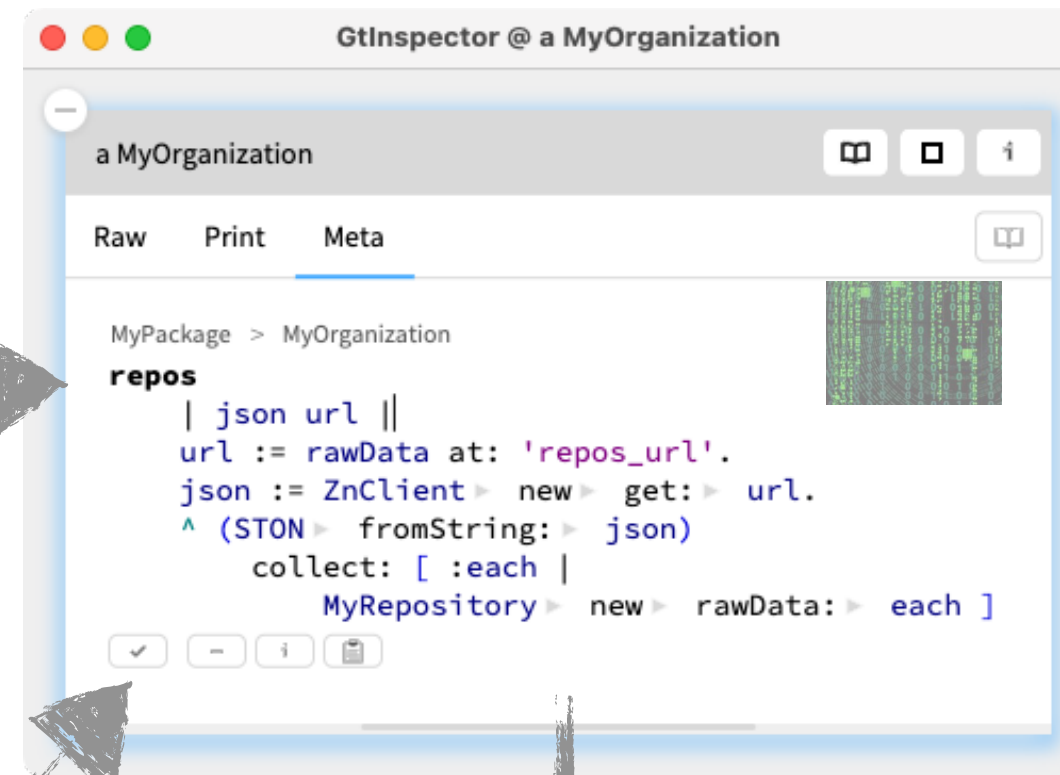 GtInspector @ a MyOrganization
a MyOrganization
Raw Print Meta
MyPackage > MyOrganization
repos
| json url |
url := rawData at: 'repos_url'.
json := ZnClient new get: url.
^ (STON fromString: json)
collect: [ :each |
MyRepository new rawData: each ]